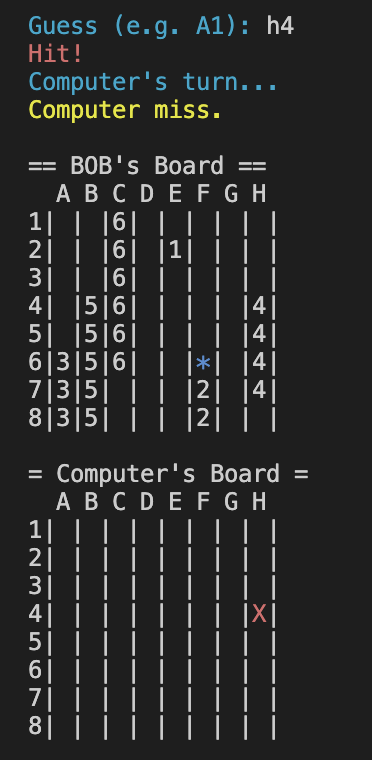 Guess (e.g. A1): h4
Hit!
Computer's turn...
Computer miss.
== BOB's Board ==
  A B C D E F G H
1| | |6| | | | | |
2| | |6| |1| | | |
3| | |6| | | | | |
4| |5|6| | | | |4|
5| |5|6| | | | |4|
6|3|5|6| | |*| |4|
7|3|5| | | |2| |4|
8|3|5| | | |2| | |
= Computer's Board =
  A B C D E F G H
1| | | | | | | | |
2| | | | | | | | |
3| | | | | | | | |
4| | | | | | | |X|
5| | | | | | | | |
6| | | | | | | | |
7| | | | | | | | |
8| | | | | | | | |